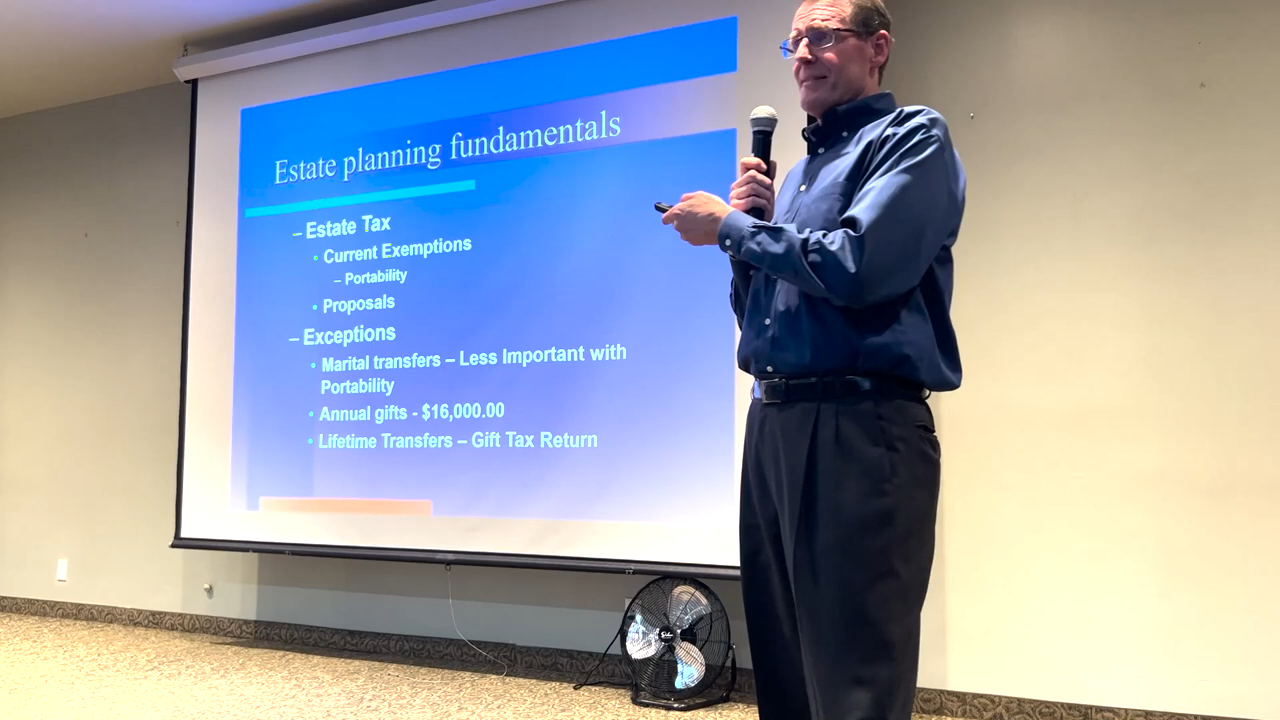 Estate planning fundamentals
– Estate Tax
• Current Exemptions
– Portability
• Proposals
– Exceptions
• Marital transfers – Less Important with
Portability
• Annual gifts - $16,000.00
• Lifetime Transfers – Gift Tax Return